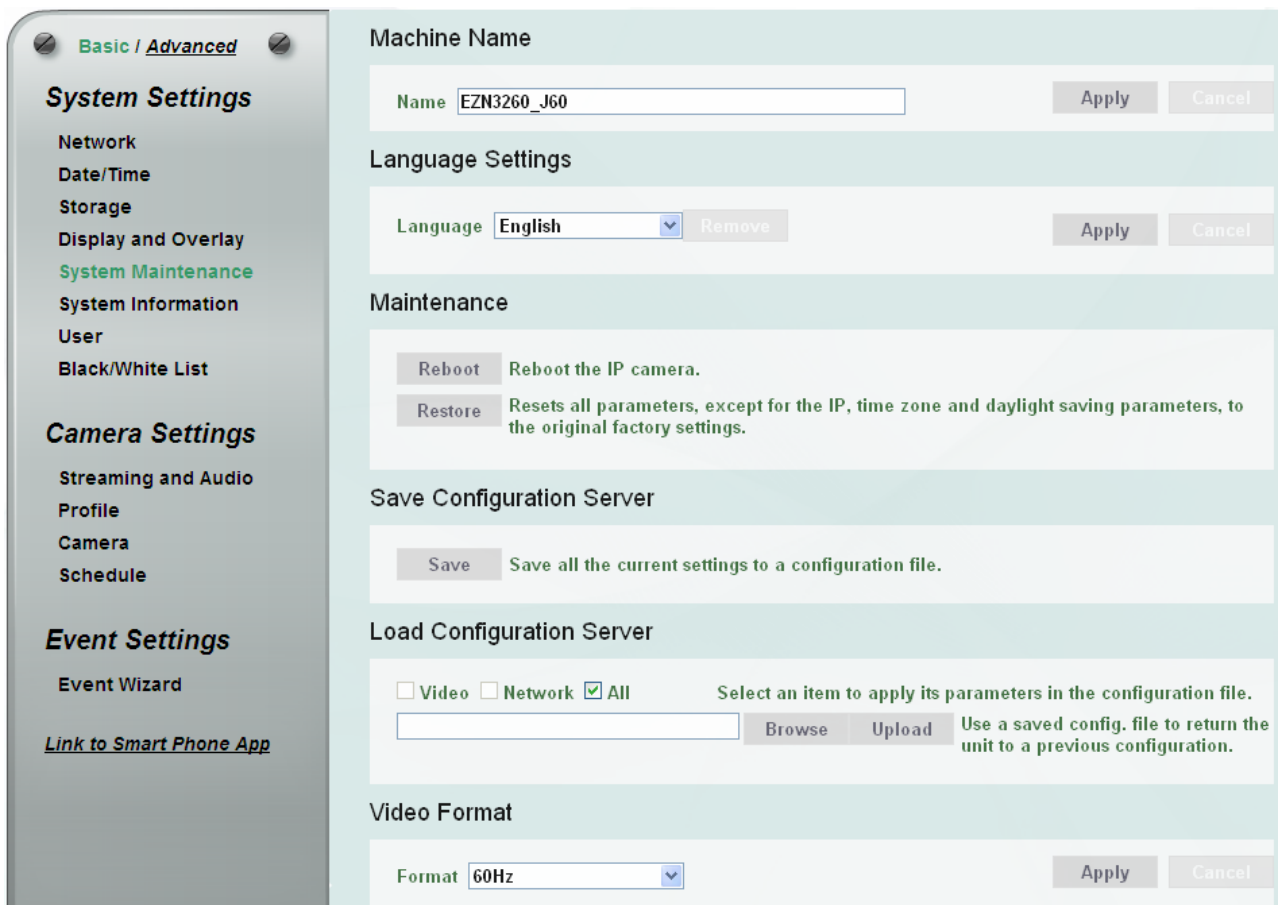 Basic / Advanced
System Settings
Network
Date/Time
Storage
Display and Overlay
System Maintenance
System Information
User
Black/White List
Camera Settings
Streaming and Audio
Profile
Camera
Schedule
Event Settings
Event Wizard
Link to Smart Phone App
Machine Name
Name EZN3260_J60 Apply Cancel
Language Settings
Language English Remove Apply Cancel
Maintenance
Reboot Reboot the IP camera.
Restore Resets all parameters, except for the IP, time zone and daylight saving parameters, to
the original factory settings.
Save Configuration Server
Save Save all the current settings to a configuration file.
Load Configuration Server
Video Network All Select an item to apply its parameters in the configuration file.
Browse Upload Use a saved config. file to return the
unit to a previous configuration.
Video Format
Format 60Hz Apply Cancel